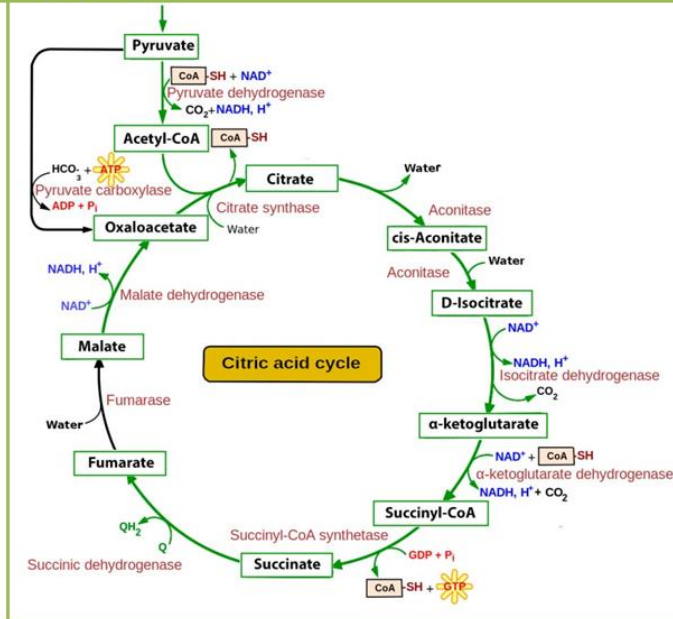 Pyruvate
CoA-SH + NAD⁺
Pyruvate dehydrogenase
CO₂+NADH, H⁺
Acetyl-CoA
CoA-SH
HCO₃⁻ + ATP
Pyruvate carboxylase
ADP + Pᵢ
Oxaloacetate
Citrate
Citrate synthase
Water
Water
Aconitase
cis-Aconitate
Aconitase
Water
D-Isocitrate
NAD⁺
NADH, H⁺
Isocitrate dehydrogenase
CO₂
α-ketoglutarate
NAD⁺ + CoA-SH
α-ketoglutarate dehydrogenase
NADH, H⁺+ CO₂
Succinyl-CoA
Succinyl-CoA synthetase
GDP + Pᵢ
CoA-SH + GTP
Succinate
QH₂
Q
Succinic dehydrogenase
Fumarate
Water
Fumarase
Malate
NADH, H⁺
NAD⁺
Malate dehydrogenase
Citric acid cycle